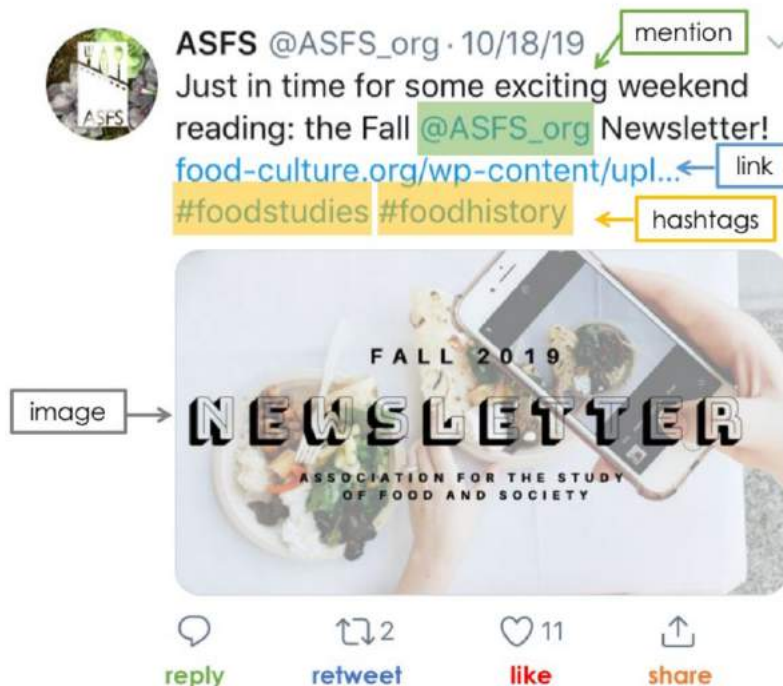 ASFS @ASFS_org · 10/18/19
mention
Just in time for some exciting weekend
reading: the Fall @ASFS_org Newsletter!
food-culture.org/wp-content/upl...
link
#foodstudies #foodhistory
hashtags
ASFS
FALL 2019
image
NEWSLETTER
ASSOCIATION FOR THE STUDY
OF FOOD AND SOCIETY
2
11
reply
retweet
like
share